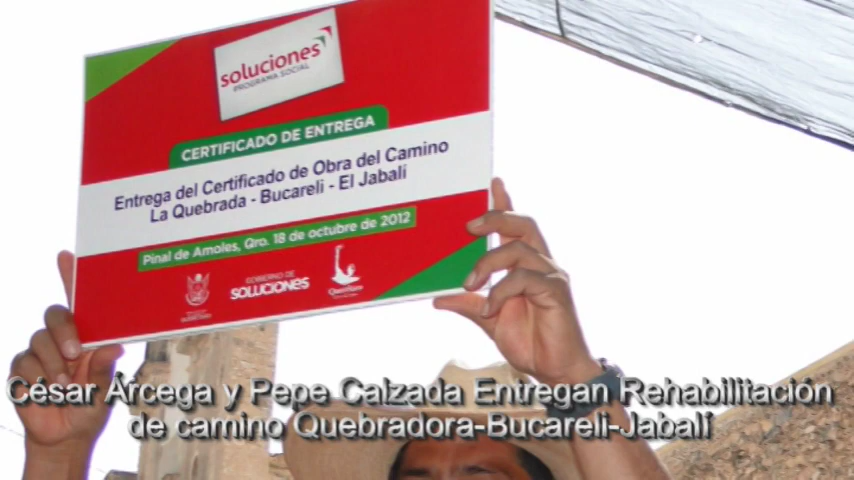 soluciones
PROGRAMA SOCIAL
CERTIFICADO DE ENTREGA
Entrega del Certificado de Obra del Camino
La Quebrada - Bucareli - El Jabalí
Pinal de Amoles, Qro. 18 de octubre de 2012
GOBIERNO DE
SOLUCIONES
Querétaro
César Árcega y Pepe Calzada Entregan Rehabilitación
de camino Quebradora-Bucareli-Jabalí